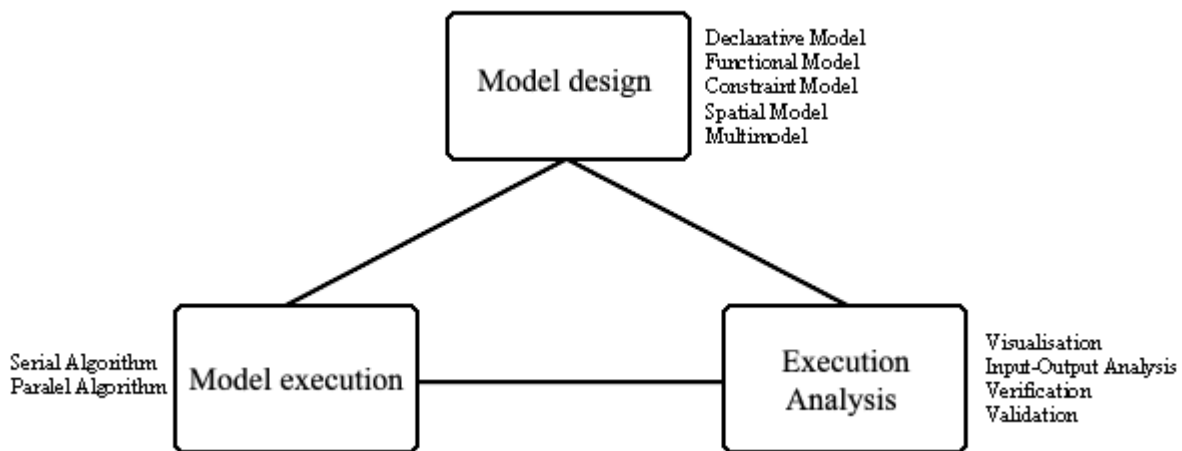 Model design
Declarative Model
Functional Model
Constraint Model
Spatial Model
Multimodel
Serial Algorithm
Paralel Algorithm
Model execution
Execution
Analysis
Visualisation
Input-Output Analysis
Verification
Validation